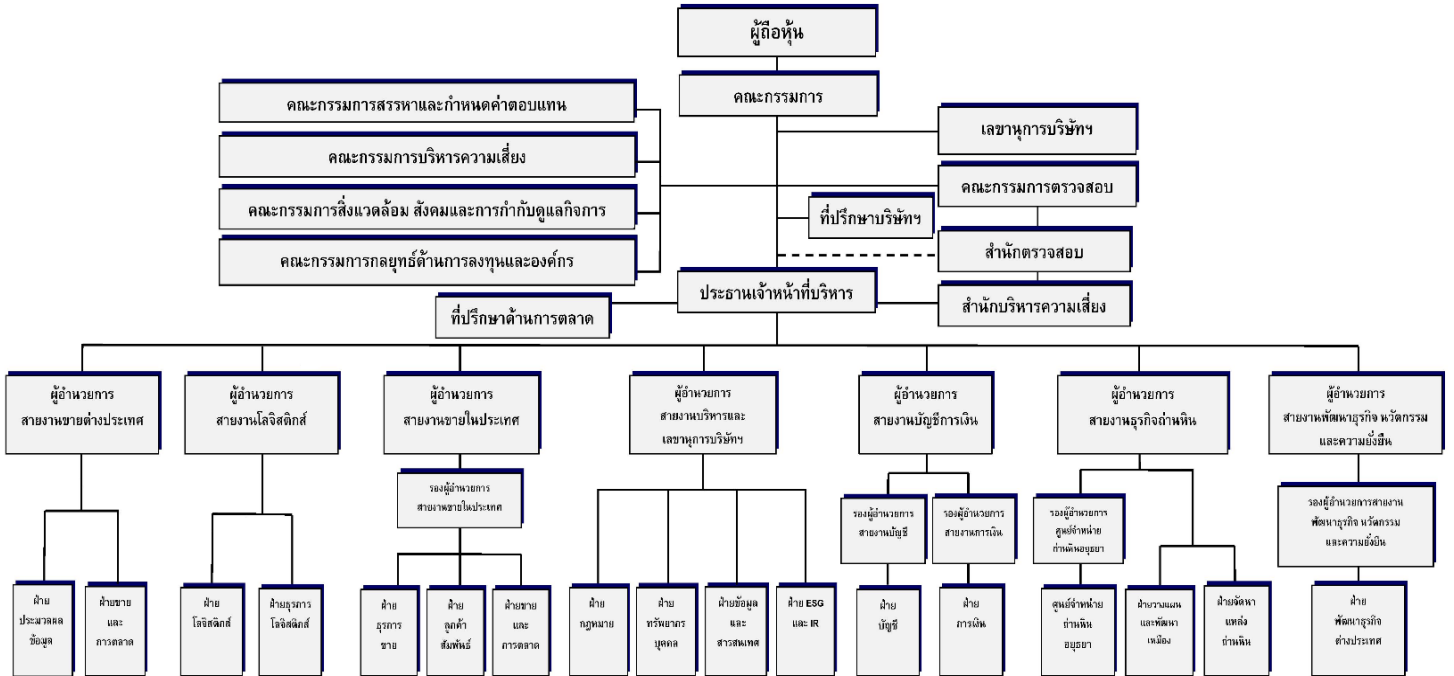 ผู้ถือหุ้น
คณะกรรมการ
คณะกรรมการสรรหาและกำหนดค่าตอบแทน
เลขานุการบริษัทฯ
คณะกรรมการบริหารความเสี่ยง
คณะกรรมการตรวจสอบ
คณะกรรมการสิ่งแวดล้อม สังคมและการกำกับดูแลกิจการ
ที่ปรึกษาบริษัทฯ
คณะกรรมการกลยุทธ์ด้านการลงทุนและองค์กร
สำนักตรวจสอบ
ประธานเจ้าหน้าที่บริหาร
สำนักบริหารความเสี่ยง
ที่ปรึกษาด้านการตลาด
ผู้อำนวยการ
สายงานขายต่างประเทศ
ผู้อำนวยการ
สายงานโลจิสติกส์
ผู้อำนวยการ
สายงานขายในประเทศ
ผู้อำนวยการ
สายงานบริหารและ
เลขานุการบริษัทฯ
ผู้อำนวยการ
สายงานบัญชีการเงิน
ผู้อำนวยการ
สายงานธุรกิจถ่านหิน
ผู้อำนวยการ
สายงานพัฒนาธุรกิจ นวัตกรรม
และความยั่งยืน
รองผู้อำนวยการ
สายงานขายในประเทศ
รองผู้อำนวยการ
สายงานบัญชี
รองผู้อำนวยการ
สายงานการเงิน
รองผู้อำนวยการ
ศูนย์จำหน่าย
ถ่านหินอยุธยา
รองผู้อำนวยการสายงาน
พัฒนาธุรกิจ นวัตกรรม
และความยั่งยืน
ฝ่าย
ประมวลผล
ข้อมูล
ฝ่ายขาย
และ
การตลาด
ฝ่าย
โลจิสติกส์
ฝ่ายธุรการ
โลจิสติกส์
ฝ่าย
ธุรการ
ขาย
ฝ่าย
ลูกค้า
สัมพันธ์
ฝ่ายขาย
และ
การตลาด
ฝ่าย
กฎหมาย
ฝ่าย
ทรัพยากร
บุคคล
ฝ่ายข้อมูล
และ
สารสนเทศ
ฝ่าย ESG
และ IR
ฝ่าย
บัญชี
ฝ่าย
การเงิน
ศูนย์จำหน่าย
ถ่านหิน
อยุธยา
ฝ่ายวางแผน
และพัฒนา
เหมือง
ฝ่ายจัดหา
แหล่ง
ถ่านหิน
ฝ่าย
พัฒนาธุรกิจ
ต่างประเทศ